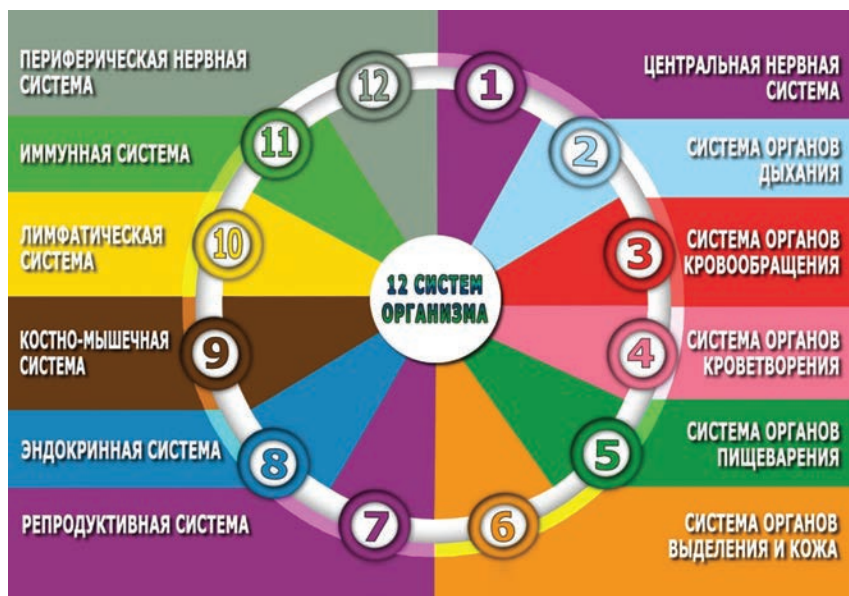 ПЕРИФЕРИЧЕСКАЯ НЕРВНАЯ
СИСТЕМА
12
1
ЦЕНТРАЛЬНАЯ НЕРВНАЯ
СИСТЕМА
ИММУННАЯ СИСТЕМА
11
2
СИСТЕМА ОРГАНОВ
ДЫХАНИЯ
ЛИМФАТИЧЕСКАЯ
СИСТЕМА
10
3
СИСТЕМА ОРГАНОВ
КРОВООБРАЩЕНИЯ
12 СИСТЕМ
ОРГАНИЗМА
КОСТНО-МЫШЕЧНАЯ
СИСТЕМА
9
4
СИСТЕМА ОРГАНОВ
КРОВЕТВОРЕНИЯ
ЭНДОКРИННАЯ СИСТЕМА
8
5
СИСТЕМА ОРГАНОВ
ПИЩЕВАРЕНИЯ
РЕПРОДУКТИВНАЯ СИСТЕМА
7
6
СИСТЕМА ОРГАНОВ
ВЫДЕЛЕНИЯ И КОЖА